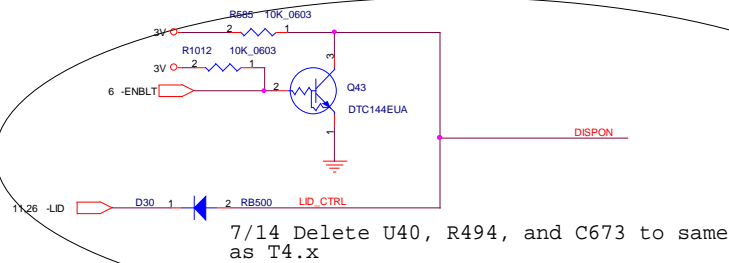 R585 10K_0603
3V 2 1
R1012 10K_0603
3V 2 1
3
6 -ENBLT 2 Q43
DTC144EUA
1
DISPON
11,26 -LID D30 1 2 RB500 LID_CTRL
7/14 Delete U40, R494, and C673 to same
as T4.x